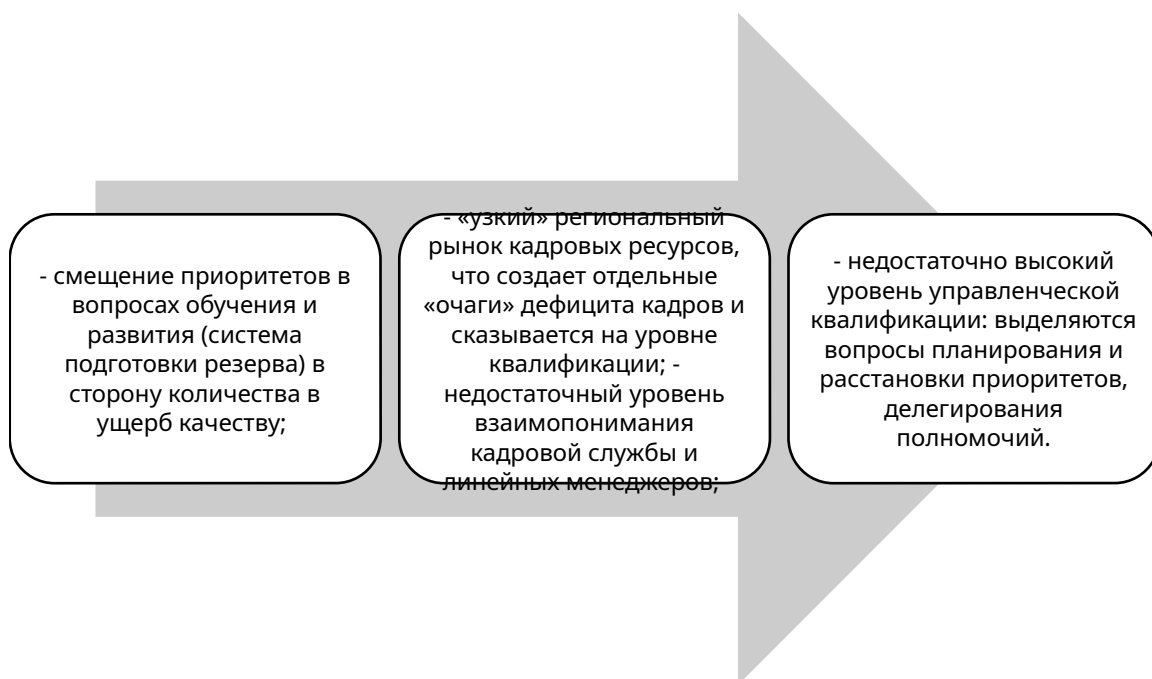 - смещение приоритетов в
вопросах обучения и
развития (система
подготовки резерва) в
сторону количества в
ущерб качеству;
- «узкий» региональный
рынок кадровых ресурсов,
что создает отдельные
«очаги» дефицита кадров и
сказывается на уровне
квалификации; -
недостаточный уровень
взаимопонимания
кадровой службы и
линейных менеджеров;
- недостаточно высокий
уровень управленческой
квалификации: выделяются
вопросы планирования и
расстановки приоритетов,
делегирования
полномочий.